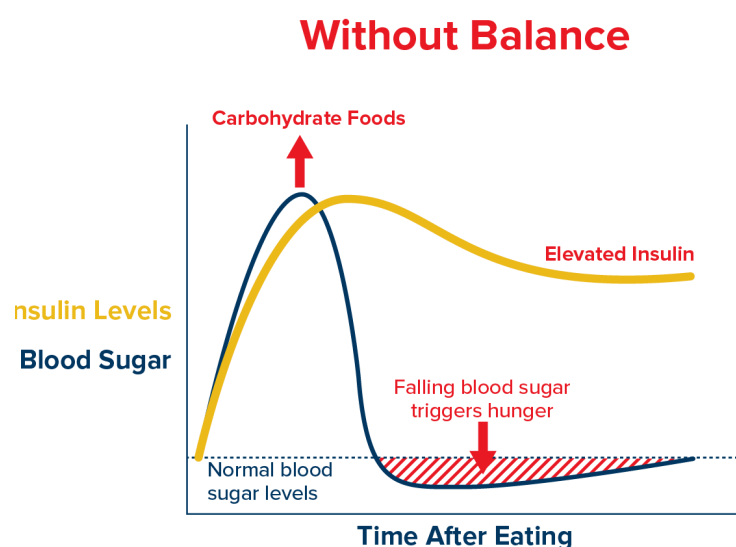 Without Balance
Carbohydrate Foods
Elevated Insulin
nsulin Levels
Blood Sugar
Falling blood sugar
triggers hunger
Normal blood
sugar levels
Time After Eating